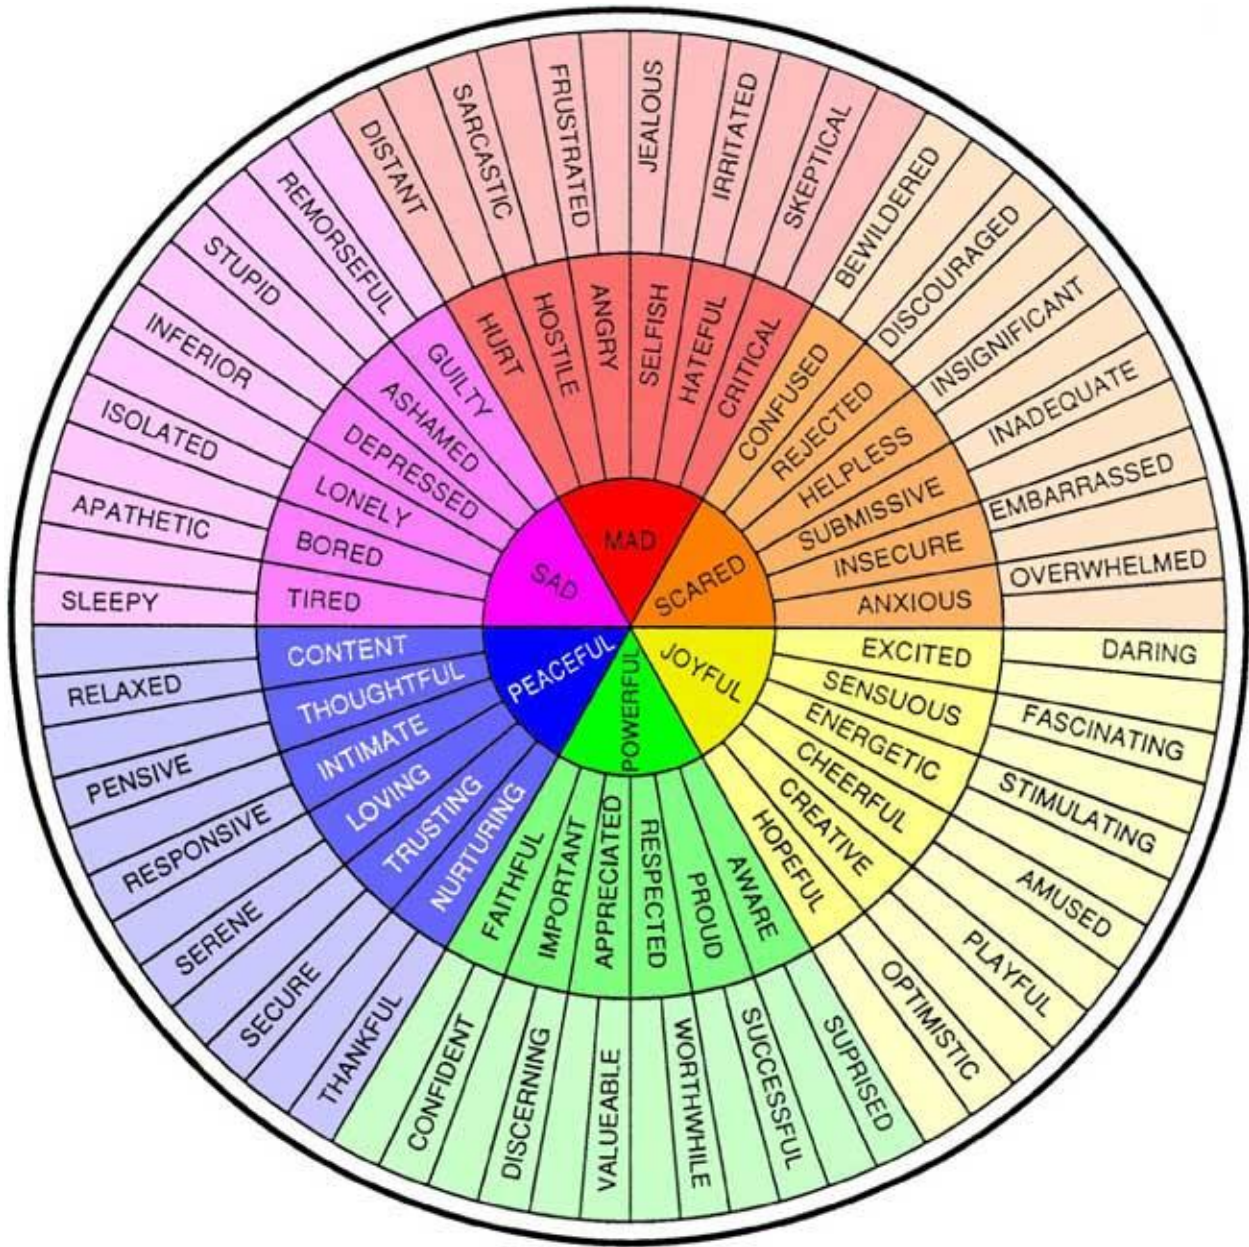 MAD
SCARED
JOYFUL
POWERFUL
PEACEFUL
SAD
HURT
HOSTILE
ANGRY
SELFISH
HATEFUL
CRITICAL
CONFUSED
REJECTED
HELPLESS
SUBMISSIVE
INSECURE
ANXIOUS
EXCITED
SENSUOUS
ENERGETIC
CHEERFUL
CREATIVE
HOPEFUL
AWARE
PROUD
RESPECTED
APPRECIATED
IMPORTANT
FAITHFUL
NURTURING
TRUSTING
LOVING
INTIMATE
THOUGHTFUL
CONTENT
TIRED
BORED
LONELY
DEPRESSED
ASHAMED
GUILTY
DISTANT
SARCASTIC
FRUSTRATED
JEALOUS
IRRITATED
SKEPTICAL
BEWILDERED
DISCOURAGED
INSIGNIFICANT
INADEQUATE
EMBARRASSED
OVERWHELMED
DARING
FASCINATING
STIMULATING
AMUSED
PLAYFUL
OPTIMISTIC
SUPRISED
SUCCESSFUL
WORTHWHILE
VALUEABLE
DISCERNING
CONFIDENT
THANKFUL
SECURE
SERENE
RESPONSIVE
PENSIVE
RELAXED
SLEEPY
APATHETIC
ISOLATED
INFERIOR
STUPID
REMORSEFUL